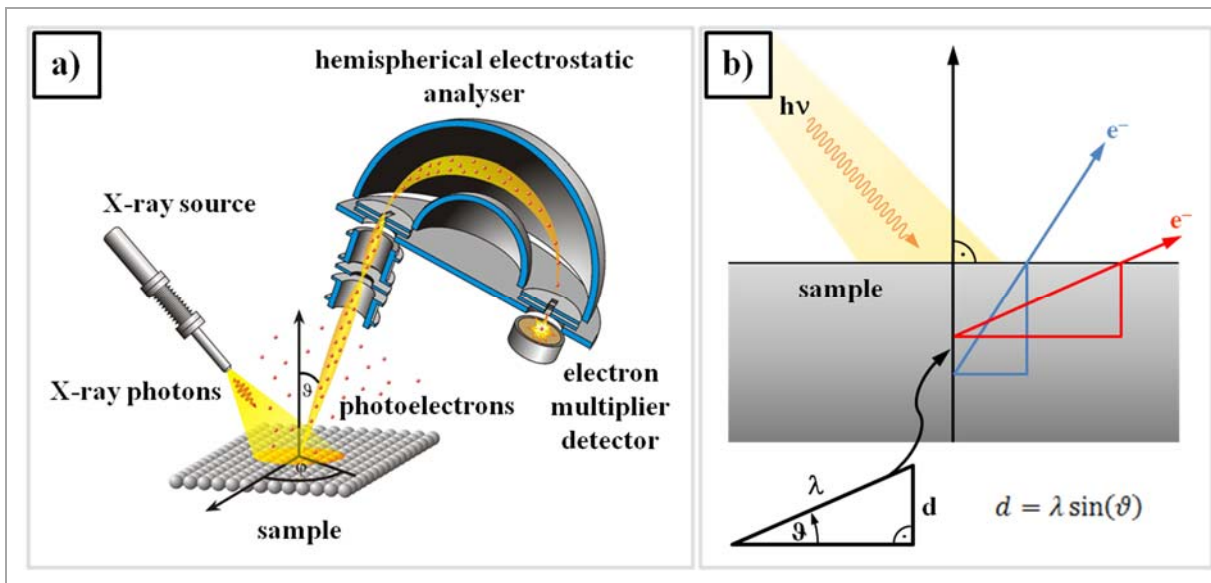 a)
hemispherical electrostatic
analyser
X-ray source
X-ray photons
ϑ
photoelectrons
electron
multiplier
detector
φ
sample
b)
hν
e⁻
e⁻
sample
λ
d
ϑ
d = λ sin(ϑ)